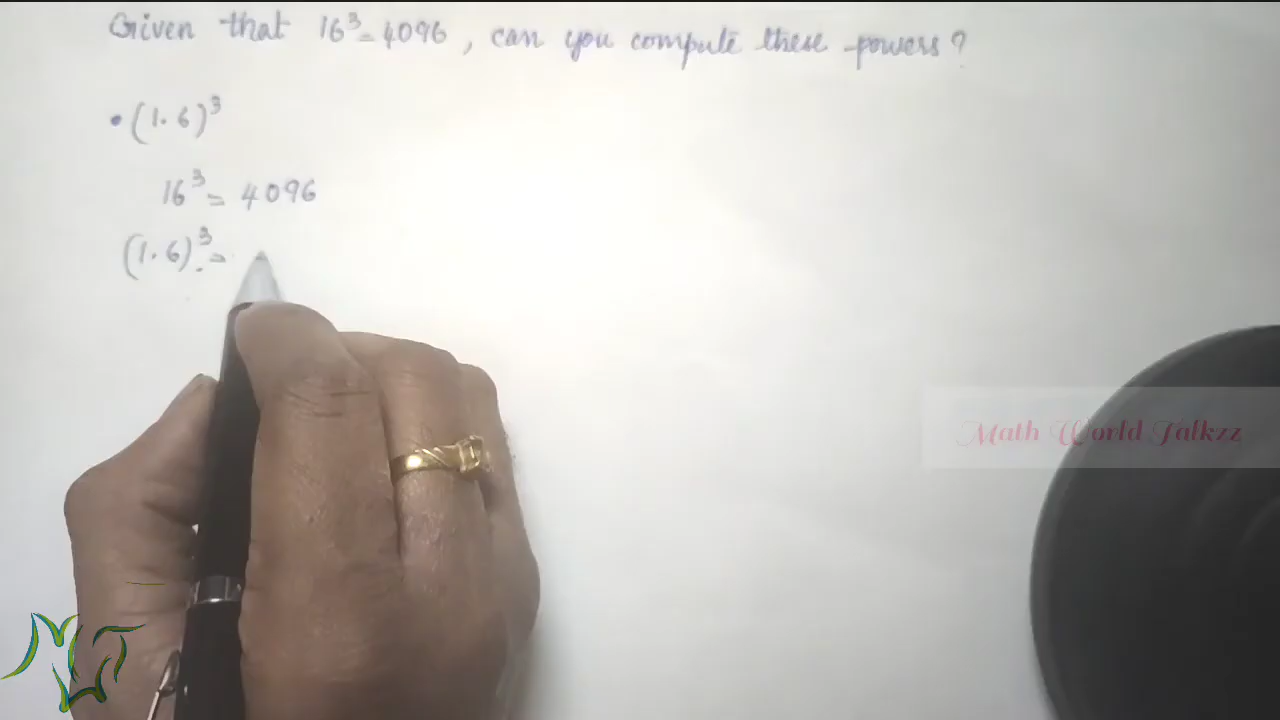 Given that 16³ = 4096, can you compute these powers?
• (1.6)³
16³ = 4096
(1.6)³ =
Math World Talkzz
MLT